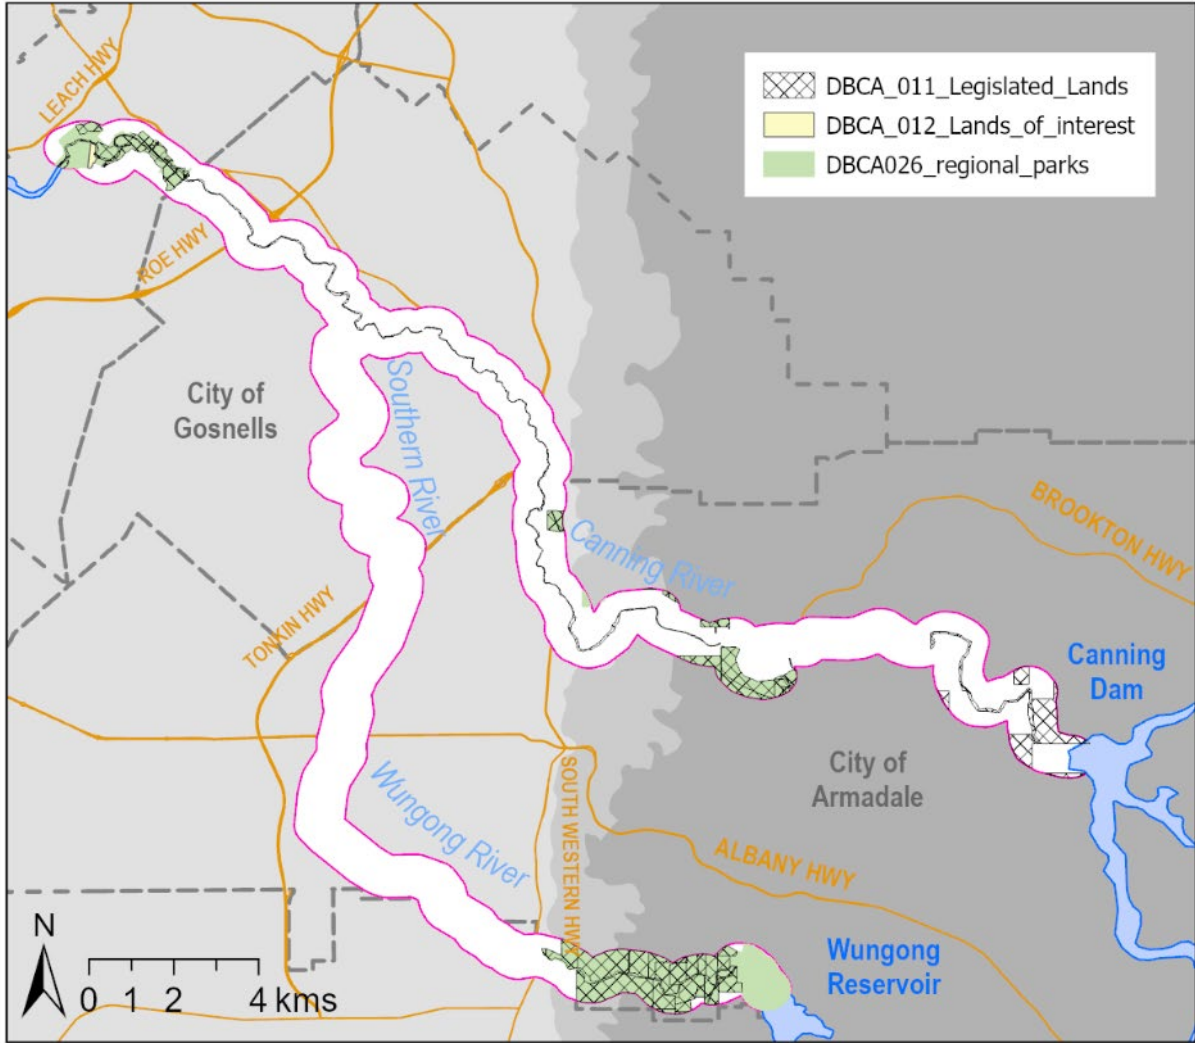 LEACH HWY
DBCA_011_Legislated_Lands
DBCA_012_Lands_of_interest
DBCA026_regional_parks
ROE HWY
City of
Gosnells
Southern River
Canning River
BROOKTON HWY
TONKIN HWY
Canning
Dam
City of
Armadale
Wungong River
SOUTH WESTERN HWY
ALBANY HWY
Wungong
Reservoir
N
0 1 2 4 kms